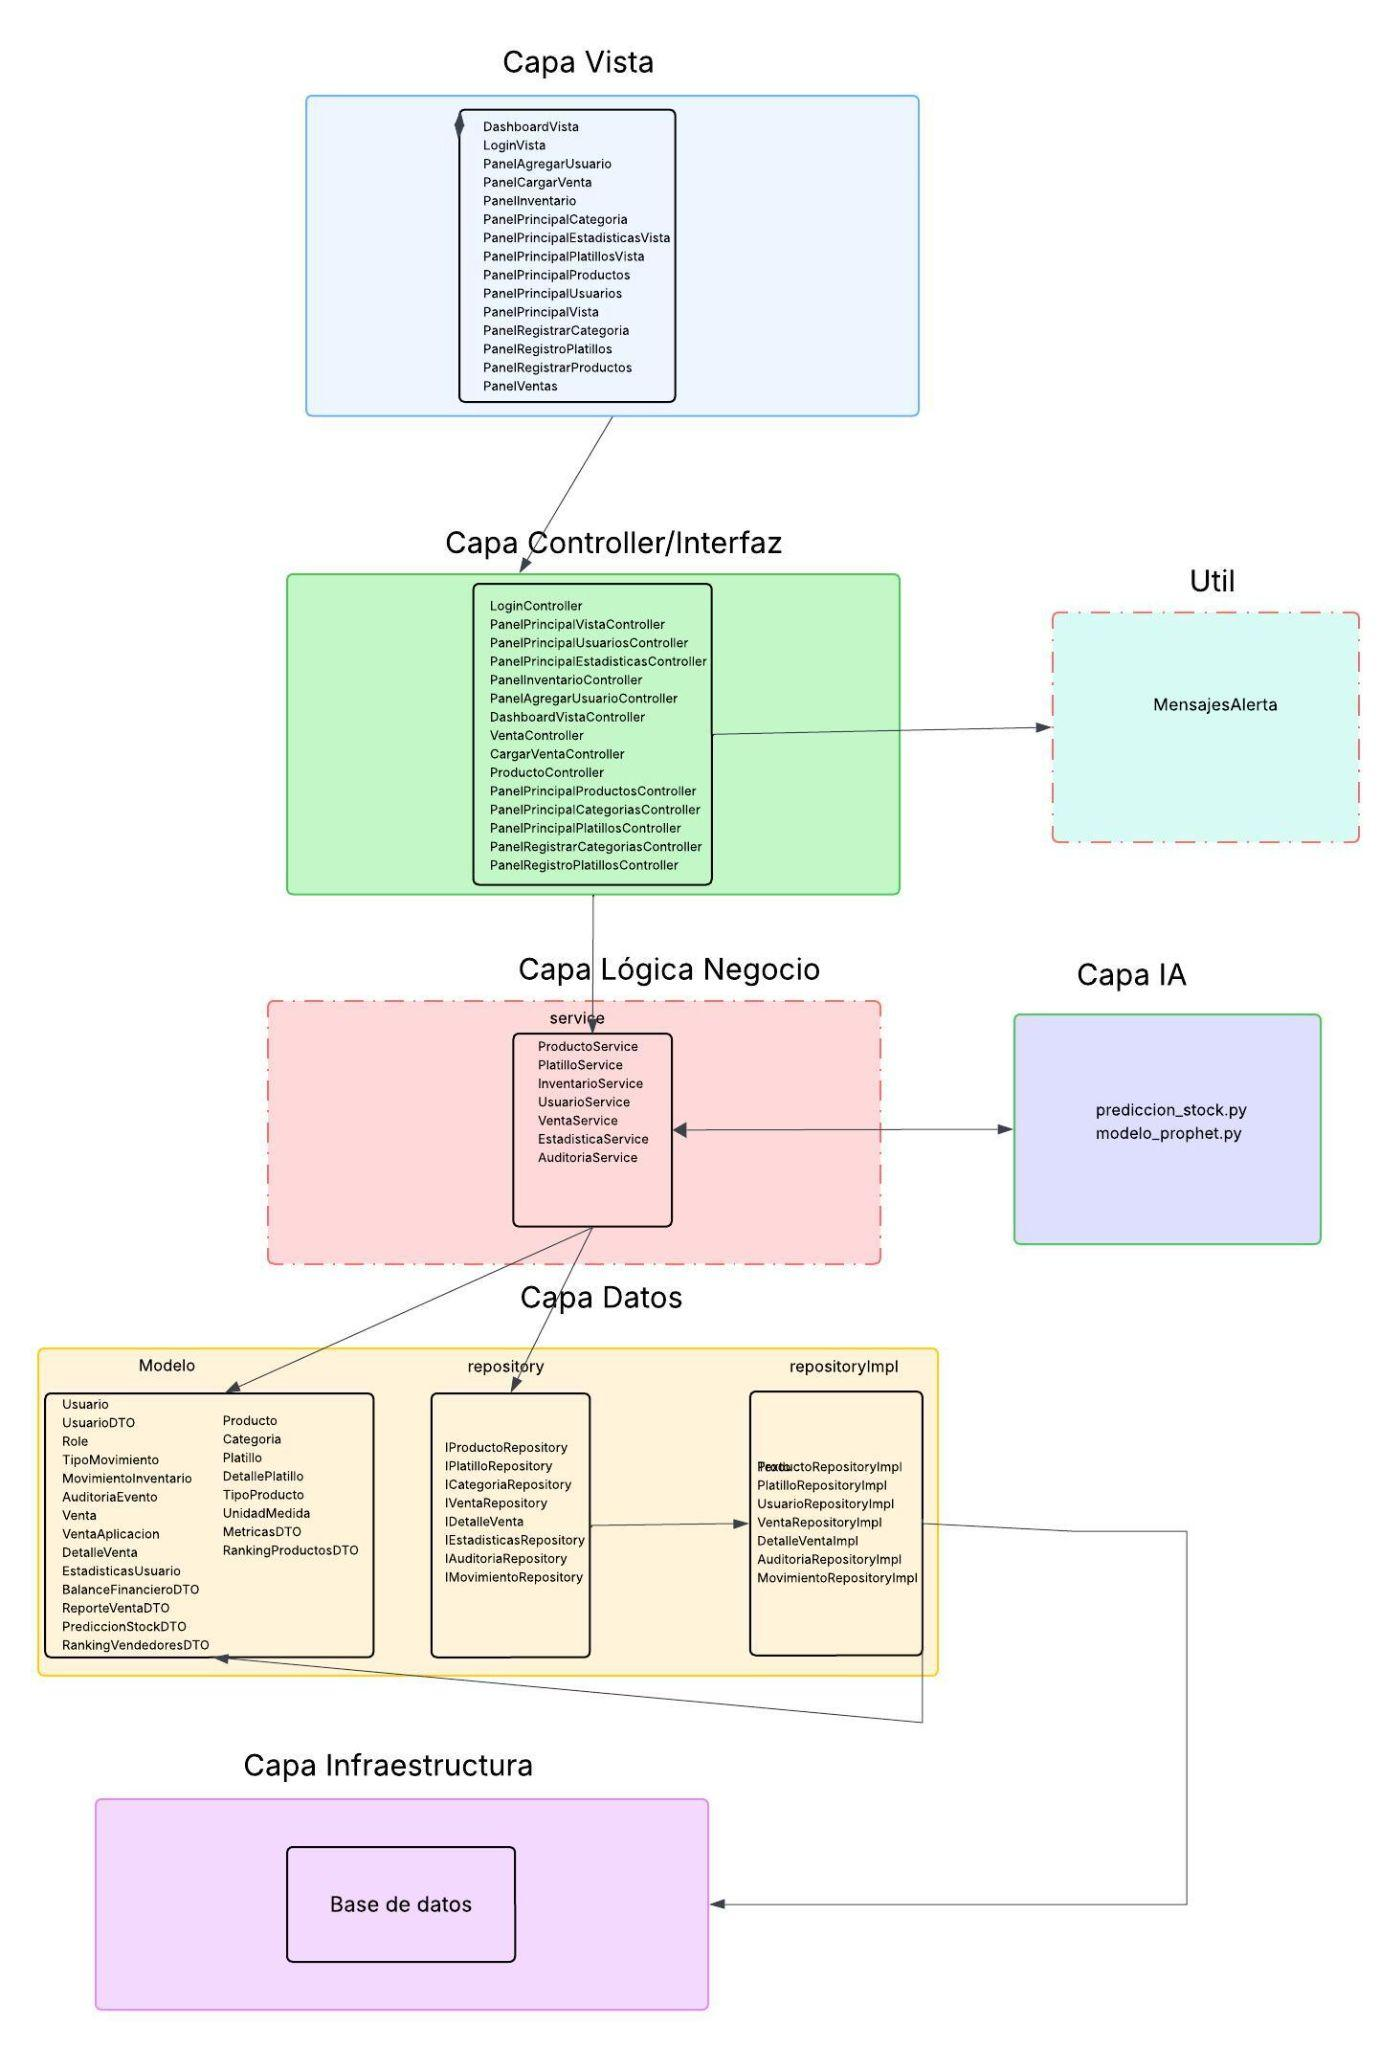 Capa Vista
DashboardVista
LoginVista
PanelAgregarUsuario
PanelCargarVenta
PanelInventario
PanelPrincipalCategoria
PanelPrincipalEstadisticasVista
PanelPrincipalPlatillosVista
PanelPrincipalProductos
PanelPrincipalUsuarios
PanelPrincipalVista
PanelRegistrarCategoria
PanelRegistroPlatillos
PanelRegistrarProductos
PanelVentas
Capa Controller/Interfaz
LoginController
PanelPrincipalVistaController
PanelPrincipalUsuariosController
PanelPrincipalEstadisticasController
PanelInventarioController
PanelAgregarUsuarioController
DashboardVistaController
VentaController
CargarVentaController
ProductoController
PanelPrincipalProductosController
PanelPrincipalCategoriasController
PanelPrincipalPlatillosController
PanelRegistrarCategoriasController
PanelRegistroPlatillosController
Util
MensajesAlerta
Capa Lógica Negocio
service
ProductoService
PlatilloService
InventarioService
UsuarioService
VentaService
EstadisticaService
AuditoriaService
Capa IA
prediccion_stock.py
modelo_prophet.py
Capa Datos
Modelo
Usuario
UsuarioDTO
Role
TipoMovimiento
MovimientoInventario
AuditoriaEvento
Venta
VentaAplicacion
DetalleVenta
EstadisticasUsuario
BalanceFinancieroDTO
ReporteVentaDTO
PrediccionStockDTO
RankingVendedoresDTO
Producto
Categoria
Platillo
DetallePlatillo
TipoProducto
UnidadMedida
MetricasDTO
RankingProductosDTO
repository
IProductoRepository
IPlatilloRepository
ICategoriaRepository
IVentaRepository
IDetalleVenta
IEstadisticasRepository
IAuditoriaRepository
IMovimientoRepository
repositoryImpl
Texto
ProductoRepositoryImpl
PlatilloRepositoryImpl
UsuarioRepositoryImpl
VentaRepositoryImpl
DetalleVentaImpl
AuditoriaRepositoryImpl
MovimientoRepositoryImpl
Capa Infraestructura
Base de datos